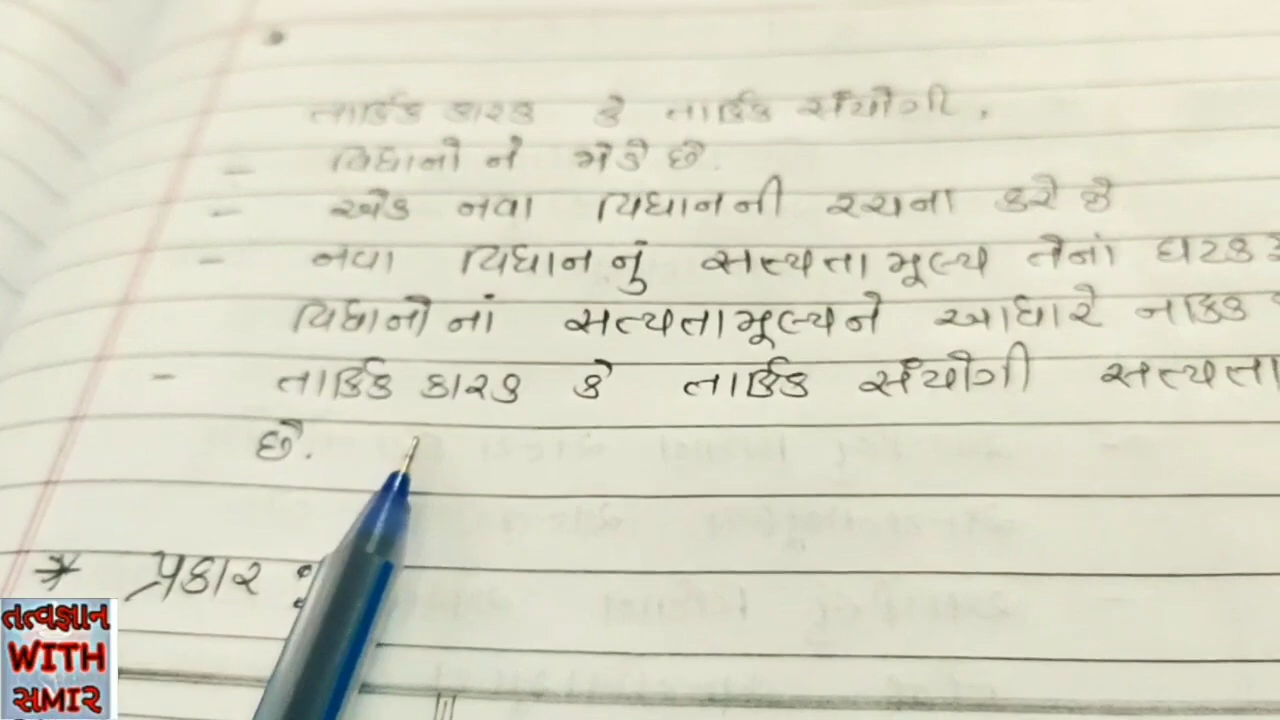 તાર્કિક કારક કે તાર્કિક સંયોગી.
- વિધાનો ને જોડે છે.
- એક નવા વિધાનની રચના કરે છે
- નવા વિધાનનું સત્યતા મૂલ્ય તેનાં ઘટક
વિધાનોનાં સત્યતામૂલ્યને આધારે
- તાર્કિક કારક કે તાર્કિક સંયોગી સત્યતા
છે.
* પ્રકાર :
તત્વજ્ઞાન
WITH
સમીર